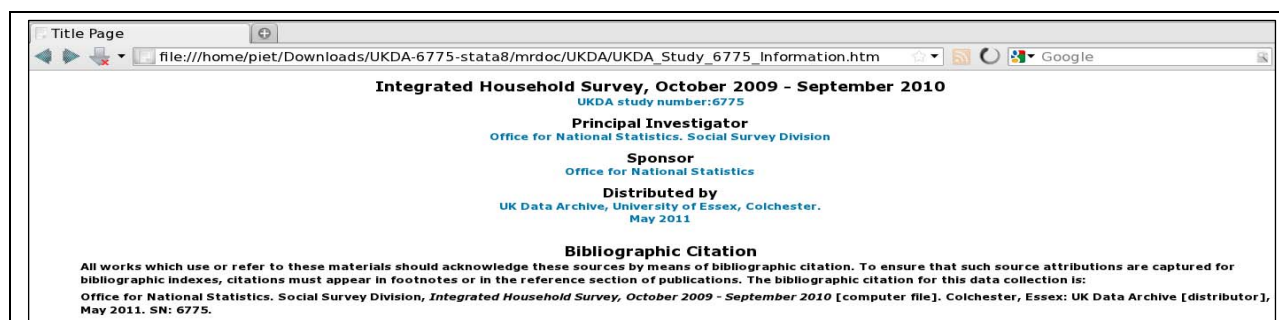 Title Page
file:///home/piet/Downloads/UKDA-6775-stata8/mrdoc/UKDA/UKDA_Study_6775_Information.htm
Google
Integrated Household Survey, October 2009 - September 2010
UKDA study number:6775
Principal Investigator
Office for National Statistics. Social Survey Division
Sponsor
Office for National Statistics
Distributed by
UK Data Archive, University of Essex, Colchester.
May 2011
Bibliographic Citation
All works which use or refer to these materials should acknowledge these sources by means of bibliographic citation. To ensure that such source attributions are captured for
bibliographic indexes, citations must appear in footnotes or in the reference section of publications. The bibliographic citation for this data collection is:
Office for National Statistics. Social Survey Division, Integrated Household Survey, October 2009 - September 2010 [computer file]. Colchester, Essex: UK Data Archive [distributor],
May 2011. SN: 6775.